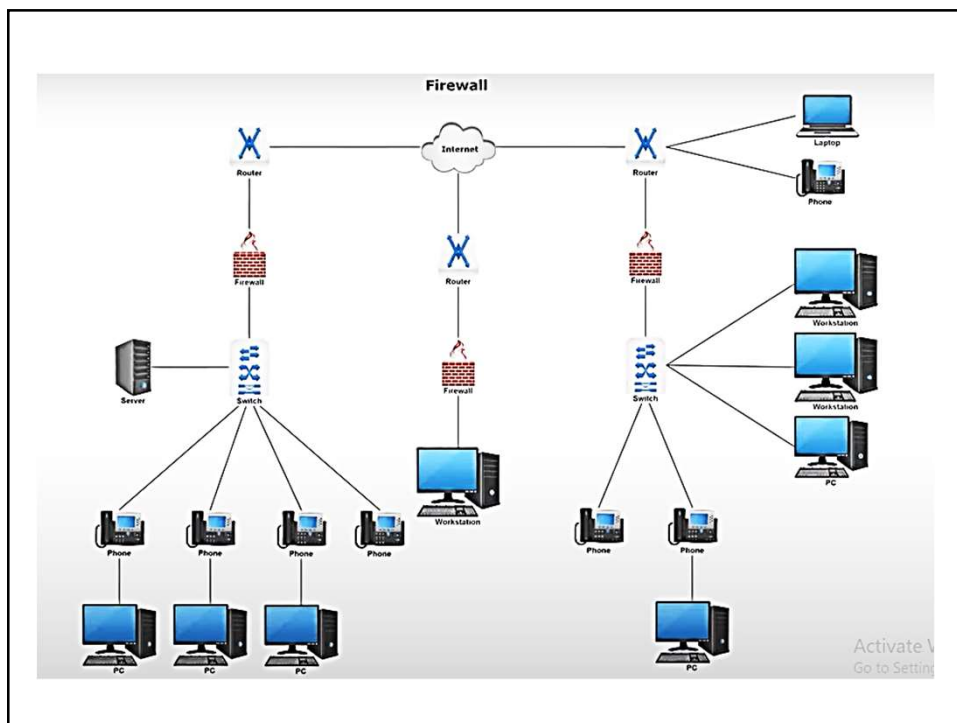 Firewall
Internet
Router
Router
Laptop
Phone
Firewall
Router
Firewall
Workstation
Server
Switch
Firewall
Switch
Workstation
PC
Workstation
Phone
Phone
Phone
Phone
Phone
Phone
PC
PC
PC
PC
Activate
Go to Setting